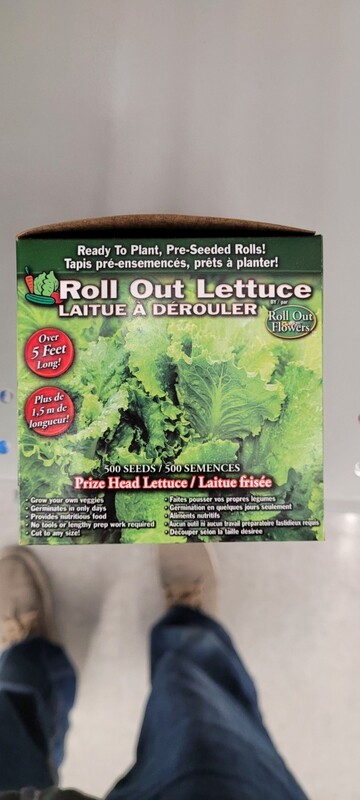 Ready To Plant, Pre-Seeded Rolls!
Tapis pré-ensemencés, prêts à planter!
Roll Out Lettuce
LAITUE À DÉROULER
BY / par
Roll Out
Flowers
Over
5 Feet
Long!
Plus de
1,5 m de
longueur!
500 SEEDS / 500 SEMENCES
Prize Head Lettuce / Laitue frisée
• Grow your own veggies
• Germinates in only days
• Provides nutritious food
• No tools or lengthy prep work required
• Cut to any size!
• Faites pousser vos propres légumes
• Germination en quelques jours seulement
• Aliments nutritifs
• Aucun outil ni aucun travail préparatoire fastidieux requis
• Découper selon la taille désirée